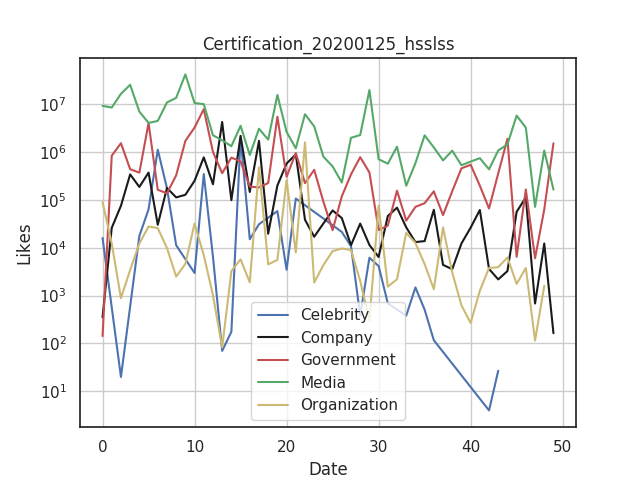 Certification_20200125_hsslss
Likes
10^7
10^6
10^5
10^4
10^3
10^2
10^1
Celebrity
Company
Government
Media
Organization
0 10 20 30 40 50
Date